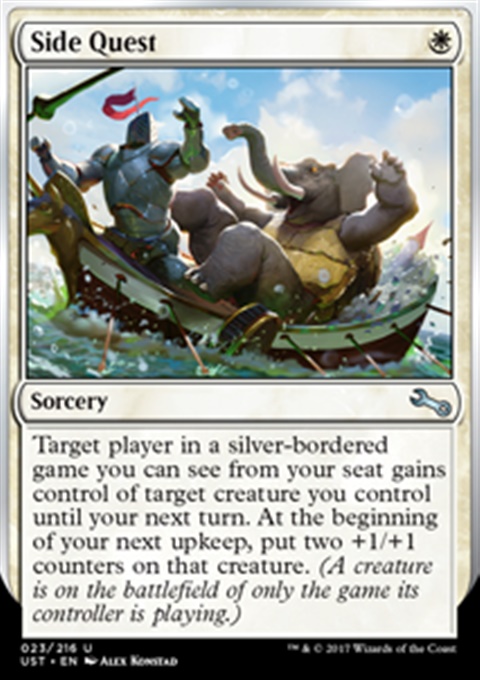 Side Quest
Sorcery
Target player in a silver-bordered
game you can see from your seat gains
control of target creature you control
until your next turn. At the beginning
of your next upkeep, put two +1/+1
counters on that creature. (A creature
is on the battlefield of only the game its
controller is playing.)
023/216 U
UST • EN Alex Konstad
™ & © 2017 Wizards of the Coast